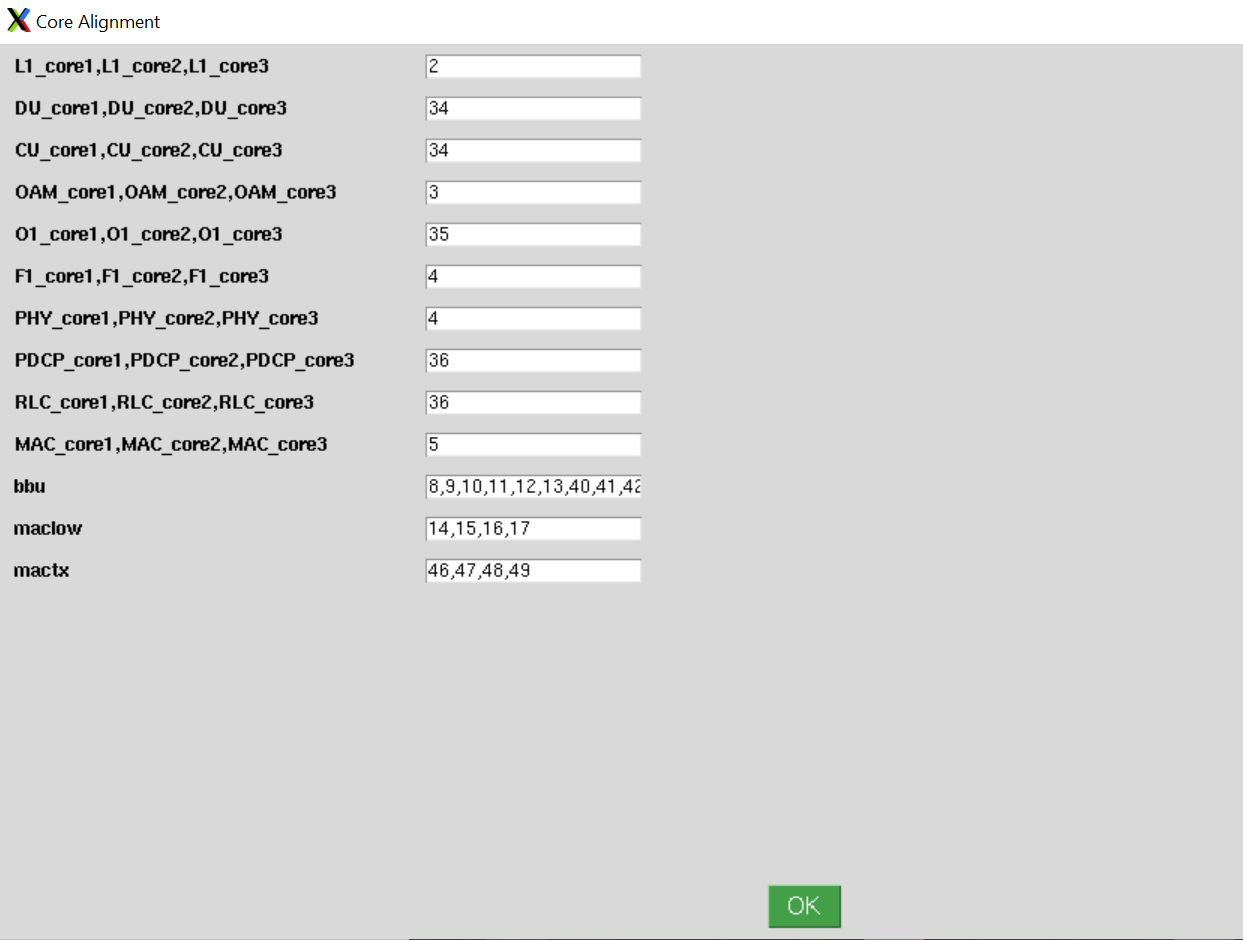 Core Alignment
L1_core1,L1_core2,L1_core3 2
DU_core1,DU_core2,DU_core3 34
CU_core1,CU_core2,CU_core3 34
OAM_core1,OAM_core2,OAM_core3 3
O1_core1,O1_core2,O1_core3 35
F1_core1,F1_core2,F1_core3 4
PHY_core1,PHY_core2,PHY_core3 4
PDCP_core1,PDCP_core2,PDCP_core3 36
RLC_core1,RLC_core2,RLC_core3 36
MAC_core1,MAC_core2,MAC_core3 5
bbu 8,9,10,11,12,13,40,41,42
maclow 14,15,16,17
mactx 46,47,48,49
OK